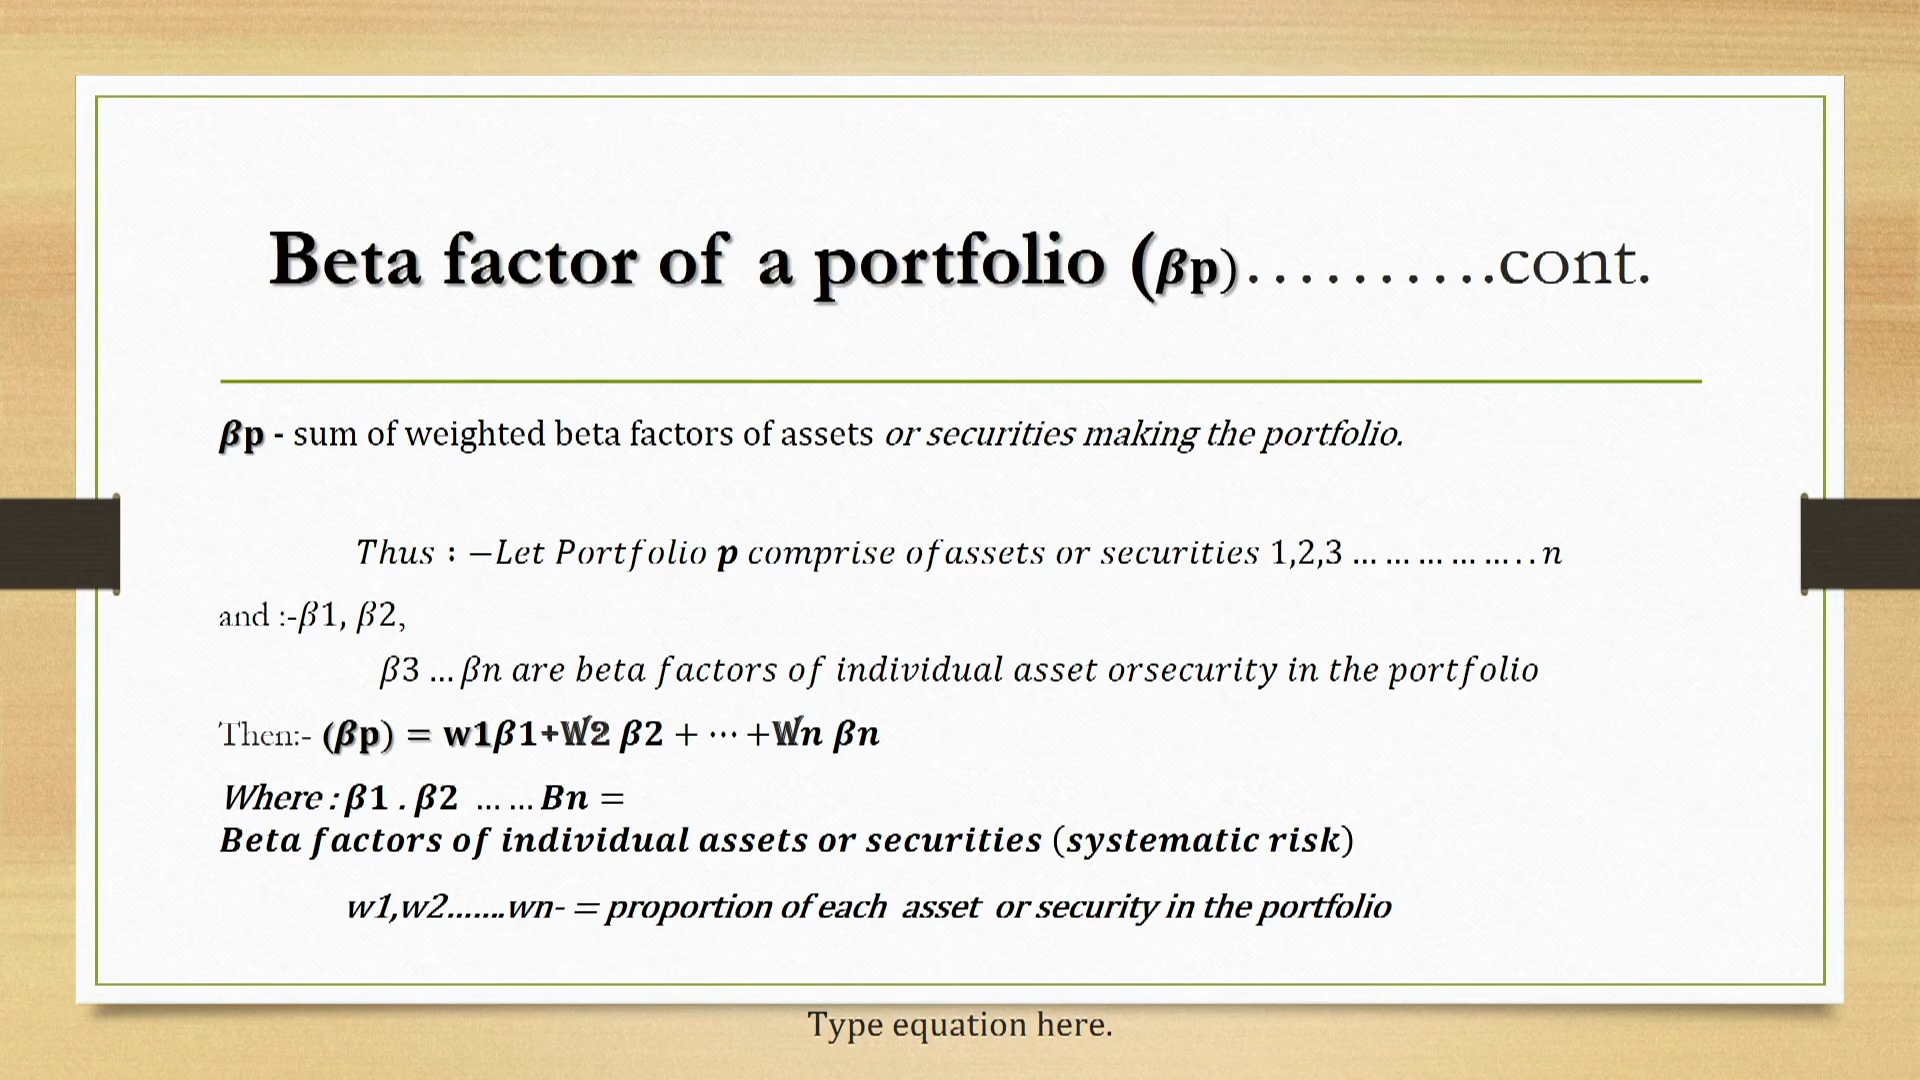 Beta factor of a portfolio (βp)..........cont.
βp - sum of weighted beta factors of assets or securities making the portfolio.
Thus : −Let Portfolio p comprise ofassets or securities 1,2,3 … … … … … . . n
and :-β1, β2,
β3 … βn are beta factors of individual asset orsecurity in the portfolio
Then:- (βp) = w1β1+W2 β2 + ⋯ +Wn βn
Where : β1 . β2 … … Bn =
Beta factors of individual assets or securities (systematic risk)
w1,w2…….wn- = proportion of each asset or security in the portfolio
Type equation here.